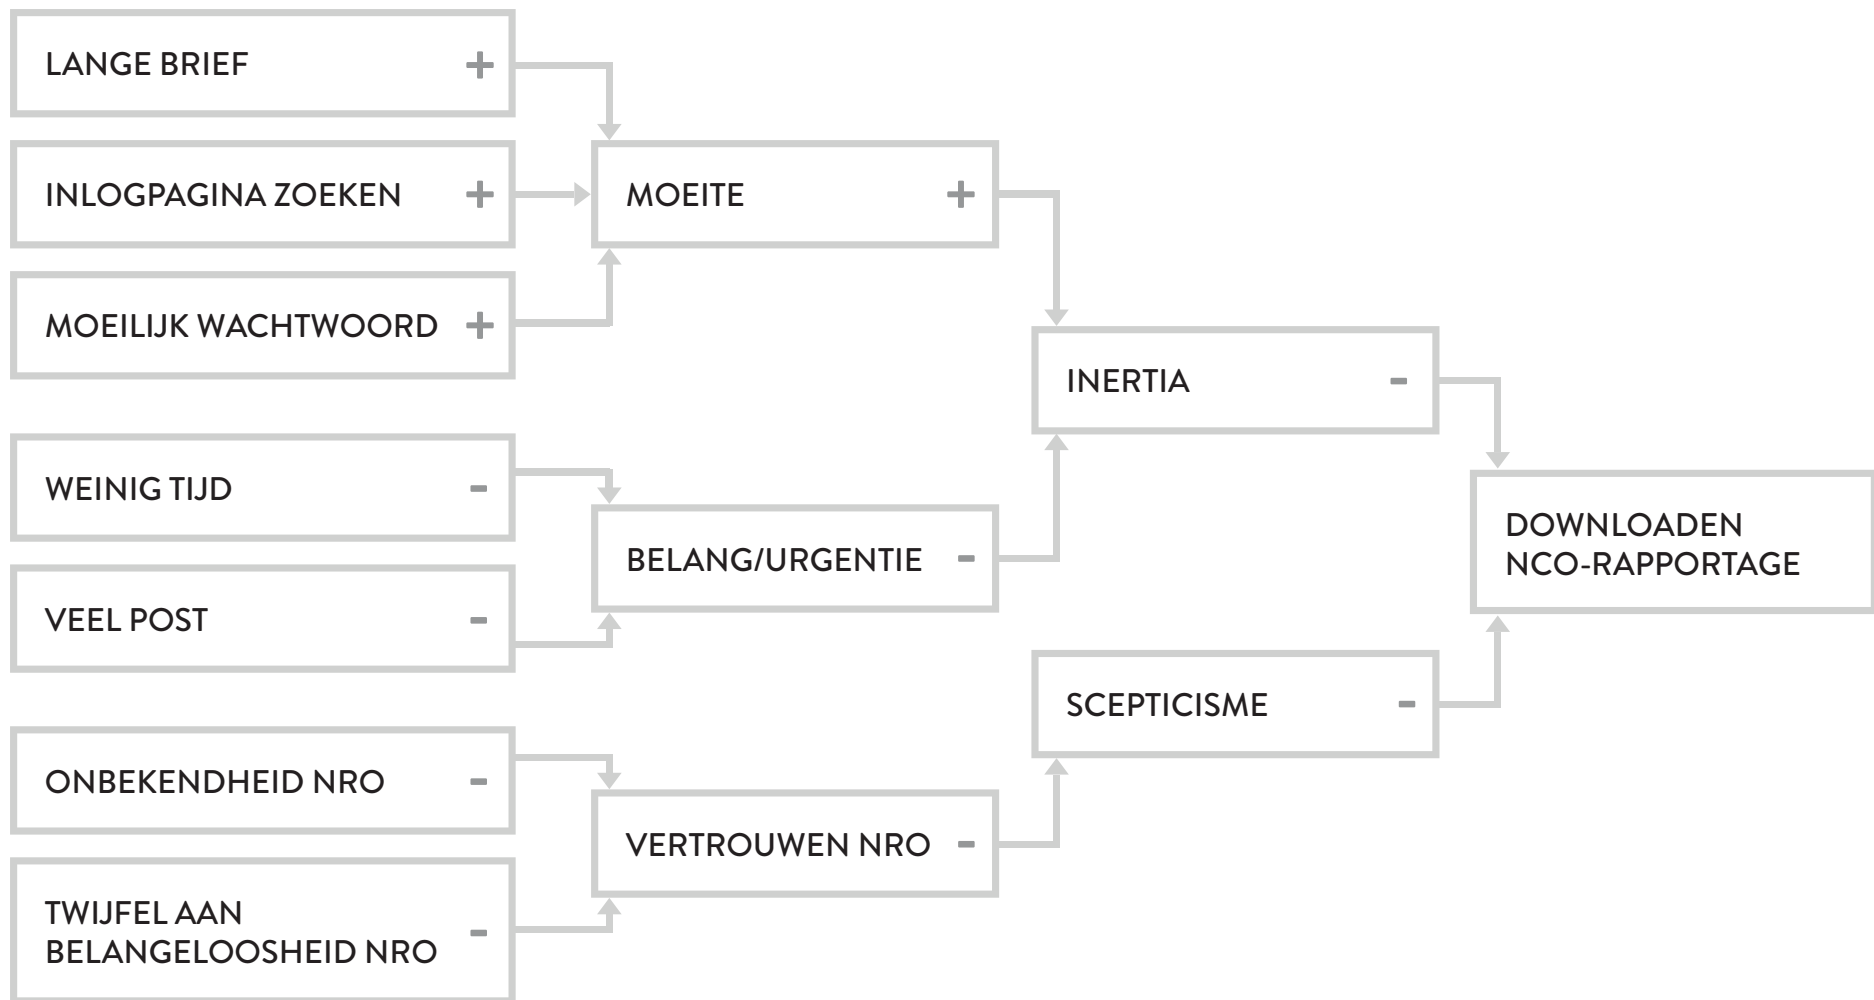 LANGE BRIEF +
INLOGPAGINA ZOEKEN +
MOEILIJK WACHTWOORD +
MOEITE +
WEINIG TIJD -
VEEL POST -
BELANG/URGENTIE -
INERTIA -
ONBEKENDHEID NRO -
TWIJFEL AAN
BELANGELOOSHEID NRO -
VERTROUWEN NRO -
SCEPTICISME -
DOWNLOADEN
NCO-RAPPORTAGE